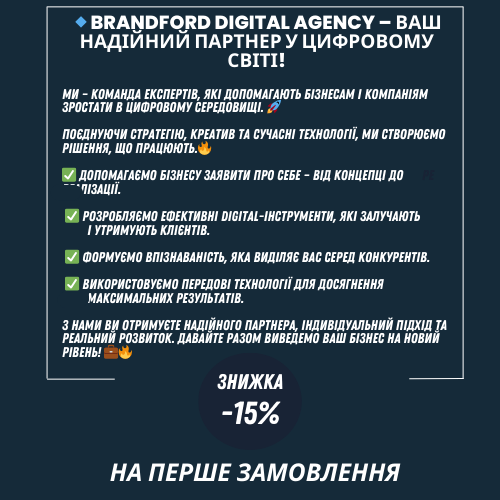 🔹BRANDFORD DIGITAL AGENCY – ВАШ
НАДІЙНИЙ ПАРТНЕР У ЦИФРОВОМУ
СВІТІ!
МИ – КОМАНДА ЕКСПЕРТІВ, ЯКІ ДОПОМАГАЮТЬ БІЗНЕСАМ І КОМПАНІЯМ
ЗРОСТАТИ В ЦИФРОВОМУ СЕРЕДОВИЩІ. 🚀
ПОЄДНУЮЧИ СТРАТЕГІЮ, КРЕАТИВ ТА СУЧАСНІ ТЕХНОЛОГІЇ, МИ СТВОРЮЄМО
РІШЕННЯ, ЩО ПРАЦЮЮТЬ.🔥
✅ ДОПОМАГАЄМО БІЗНЕСУ ЗАЯВИТИ ПРО СЕБЕ – ВІД КОНЦЕПЦІЇ ДО
РЕАЛІЗАЦІЇ.
✅ РОЗРОБЛЯЄМО ЕФЕКТИВНІ DIGITAL-ІНСТРУМЕНТИ, ЯКІ ЗАЛУЧАЮТЬ
І УТРИМУЮТЬ КЛІЄНТІВ.
✅ ФОРМУЄМО ВПІЗНАВАНІСТЬ, ЯКА ВИДІЛЯЄ ВАС СЕРЕД КОНКУРЕНТІВ.
✅ ВИКОРИСТОВУЄМО ПЕРЕДОВІ ТЕХНОЛОГІЇ ДЛЯ ДОСЯГНЕННЯ
МАКСИМАЛЬНИХ РЕЗУЛЬТАТІВ.
З НАМИ ВИ ОТРИМУЄТЕ НАДІЙНОГО ПАРТНЕРА, ІНДИВІДУАЛЬНИЙ ПІДХІД ТА
РЕАЛЬНИЙ РОЗВИТОК. ДАВАЙТЕ РАЗОМ ВИВЕДЕМО ВАШ БІЗНЕС НА НОВИЙ
РІВЕНЬ! 💼🔥
ЗНИЖКА
-15%
НА ПЕРШЕ ЗАМОВЛЕННЯ